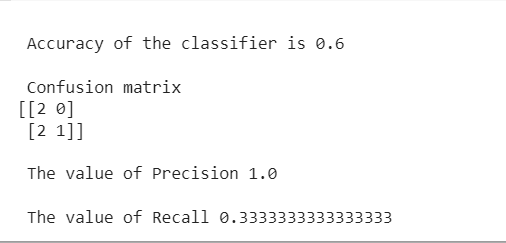 Accuracy of the classifier is 0.6
Confusion matrix
[[2 0]
[2 1]]
The value of Precision 1.0
The value of Recall 0.3333333333333333